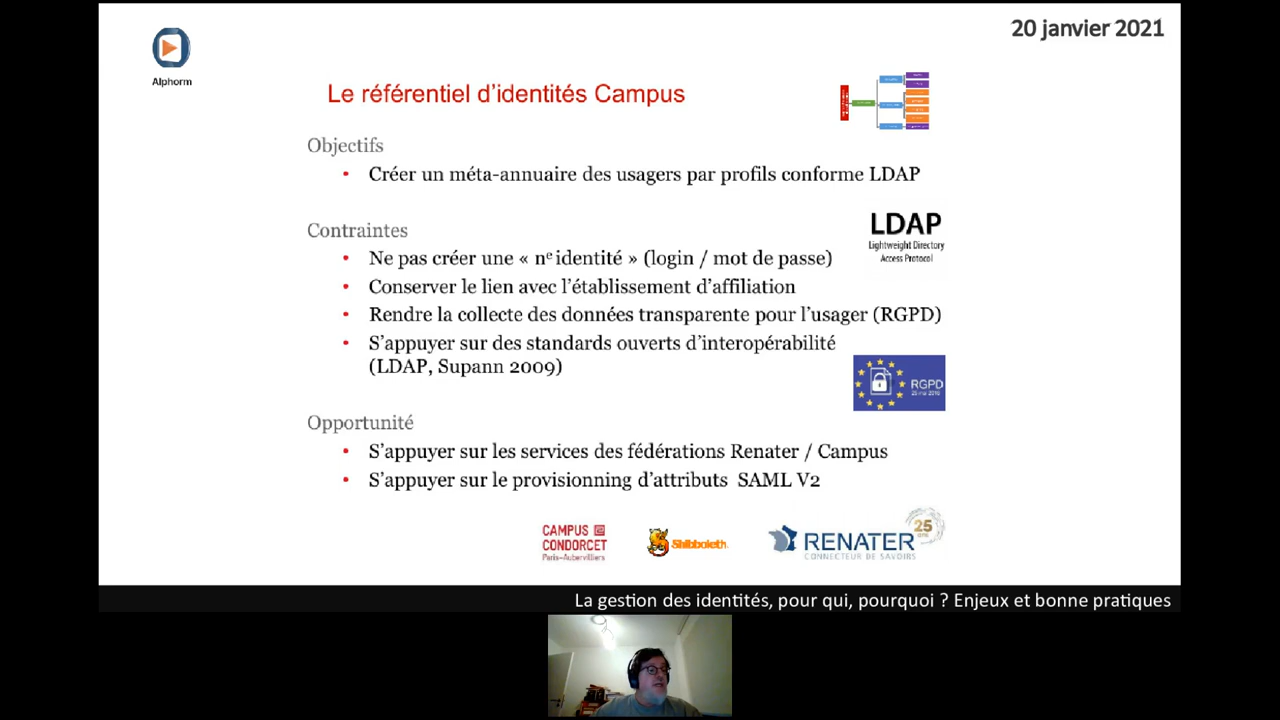 20 janvier 2021
Alphorm
Le référentiel d'identités Campus
Objectifs
• Créer un méta-annuaire des usagers par profils conforme LDAP
Contraintes
LDAP
Lightweight Directory
Access Protocol
• Ne pas créer une « nᵉ identité » (login / mot de passe)
• Conserver le lien avec l'établissement d'affiliation
• Rendre la collecte des données transparente pour l'usager (RGPD)
• S'appuyer sur des standards ouverts d'interopérabilité
(LDAP, Supann 2009)
RGPD
25 mai 2018
Opportunité
• S'appuyer sur les services des fédérations Renater / Campus
• S'appuyer sur le provisionning d'attributs SAML V2
CAMPUS
CONDORCET
Paris-Aubervilliers
Shibboleth.
RENATER
CONNECTEUR DE SAVOIRS
25
ans
La gestion des identités, pour qui, pourquoi ? Enjeux et bonne pratiques